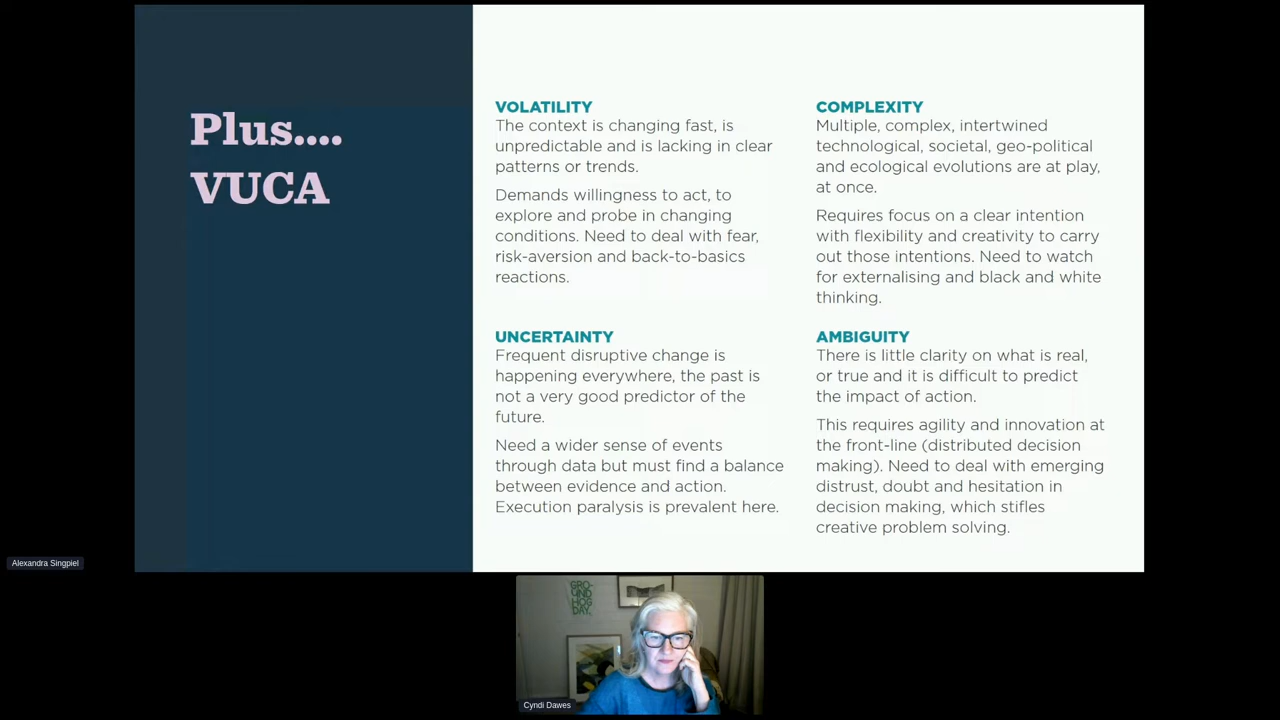 Plus....
VUCA
VOLATILITY
The context is changing fast, is
unpredictable and is lacking in clear
patterns or trends.
Demands willingness to act, to
explore and probe in changing
conditions. Need to deal with fear,
risk-aversion and back-to-basics
reactions.
UNCERTAINTY
Frequent disruptive change is
happening everywhere, the past is
not a very good predictor of the
future.
Need a wider sense of events
through data but must find a balance
between evidence and action.
Execution paralysis is prevalent here.
COMPLEXITY
Multiple, complex, intertwined
technological, societal, geo-political
and ecological evolutions are at play,
at once.
Requires focus on a clear intention
with flexibility and creativity to carry
out those intentions. Need to watch
for externalising and black and white
thinking.
AMBIGUITY
There is little clarity on what is real,
or true and it is difficult to predict
the impact of action.
This requires agility and innovation at
the front-line (distributed decision
making). Need to deal with emerging
distrust, doubt and hesitation in
decision making, which stifles
creative problem solving.
Alexandra Singpiel
GRO-
OUND
HOG
DAY.
Cyndi Dawes